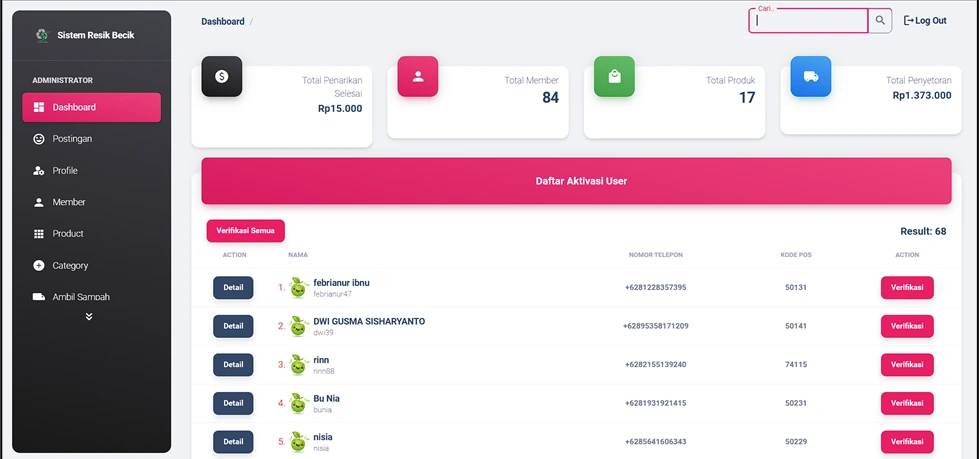 Sistem Resik Becik
ADMINISTRATOR
Dashboard
Postingan
Profile
Member
Product
Category
Ambil Sampah
Dashboard /
Cari..
Log Out
Total Penarikan
Selesai
Rp15.000
Total Member
84
Total Produk
17
Total Penyetoran
Rp1.373.000
Daftar Aktivasi User
Verifikasi Semua
Result: 68
ACTION NAMA NOMOR TELEPON KODE POS ACTION
Detail 1. febrianur ibnu +6281228357395 50131 Verifikasi
febrianur47
Detail 2. DWI GUSMA SISHARYANTO +62895358171209 50141 Verifikasi
dwi39
Detail 3. rinn +6282155139240 74115 Verifikasi
rinn88
Detail 4. Bu Nia +6281931921415 50231 Verifikasi
bunia
Detail 5. nisia +6285641606343 50229 Verifikasi
nisia